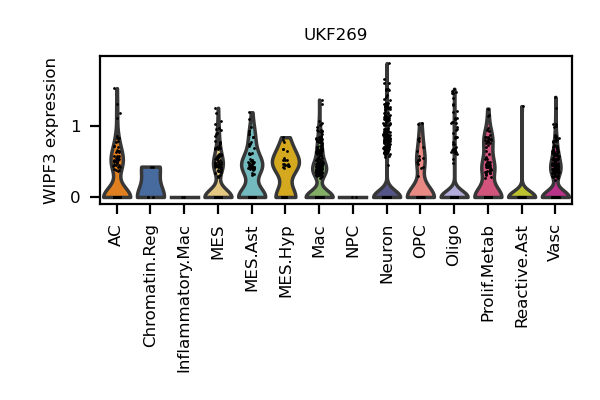 UKF269
WIPF3 expression
1
0
AC
Chromatin.Reg
Inflammatory.Mac
MES
MES.Ast
MES.Hyp
Mac
NPC
Neuron
OPC
Oligo
Prolif.Metab
Reactive.Ast
Vasc